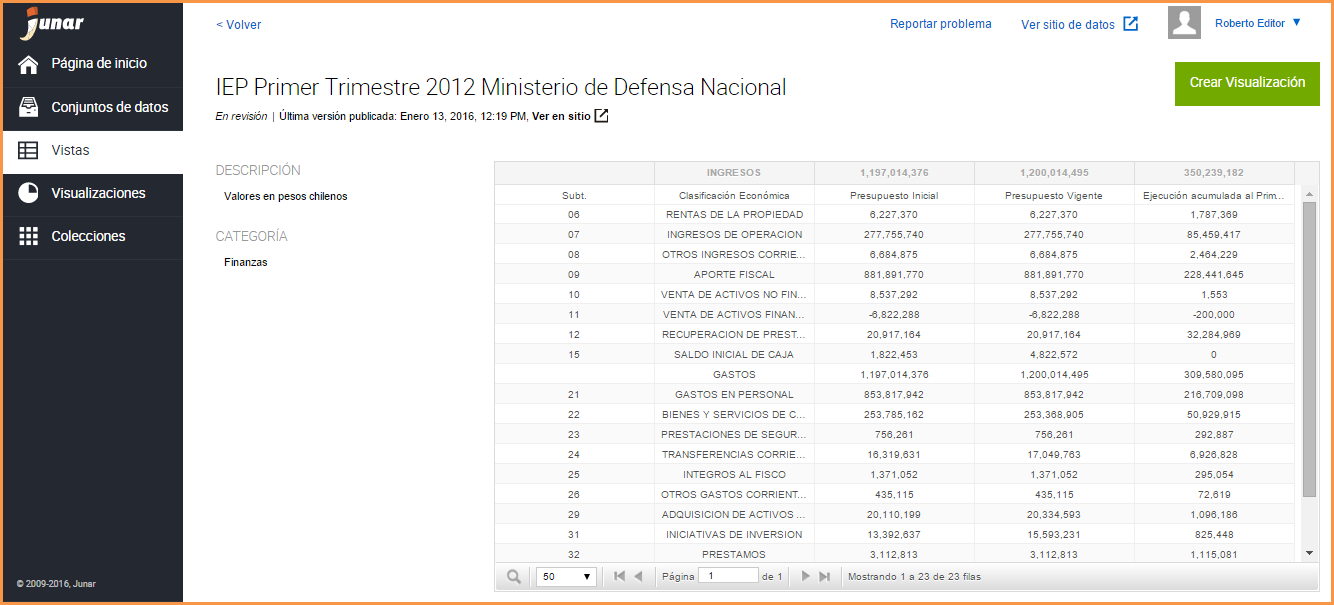 junar
Página de inicio
Conjuntos de datos
Vistas
Visualizaciones
Colecciones
© 2009-2016, Junar
< Volver
Reportar problema
Ver sitio de datos
Roberto Editor ▼
IEP Primer Trimestre 2012 Ministerio de Defensa Nacional
Crear Visualización
En revisión | Última versión publicada: Enero 13, 2016, 12:19 PM, Ver en sitio
DESCRIPCIÓN
Valores en pesos chilenos
CATEGORÍA
Finanzas
INGRESOS 1,197,014,376 1,200,014,495 350,239,182
Subt. Clasificación Económica Presupuesto Inicial Presupuesto Vigente Ejecución acumulada al Prim...
06 RENTAS DE LA PROPIEDAD 6,227,370 6,227,370 1,787,369
07 INGRESOS DE OPERACION 277,755,740 277,755,740 85,459,417
08 OTROS INGRESOS CORRIE... 6,684,875 6,684,875 2,464,229
09 APORTE FISCAL 881,891,770 881,891,770 228,441,645
10 VENTA DE ACTIVOS NO FIN... 8,537,292 8,537,292 1,553
11 VENTA DE ACTIVOS FINAN... -6,822,288 -6,822,288 -200,000
12 RECUPERACION DE PREST... 20,917,164 20,917,164 32,284,969
15 SALDO INICIAL DE CAJA 1,822,453 4,822,572 0
GASTOS 1,197,014,376 1,200,014,495 309,580,095
21 GASTOS EN PERSONAL 853,817,942 853,817,942 216,709,098
22 BIENES Y SERVICIOS DE C... 253,785,162 253,368,905 50,929,915
23 PRESTACIONES DE SEGUR... 756,261 756,261 292,887
24 TRANSFERENCIAS CORRIE... 16,319,631 17,049,763 6,926,828
25 INTEGROS AL FISCO 1,371,052 1,371,052 295,054
26 OTROS GASTOS CORRIENT... 435,115 435,115 72,619
29 ADQUISICION DE ACTIVOS ... 20,110,199 20,334,593 1,096,186
31 INICIATIVAS DE INVERSION 13,392,637 15,593,231 825,448
32 PRESTAMOS 3,112,813 3,112,813 1,115,081
50 ▼ Página 1 de 1 Mostrando 1 a 23 de 23 filas